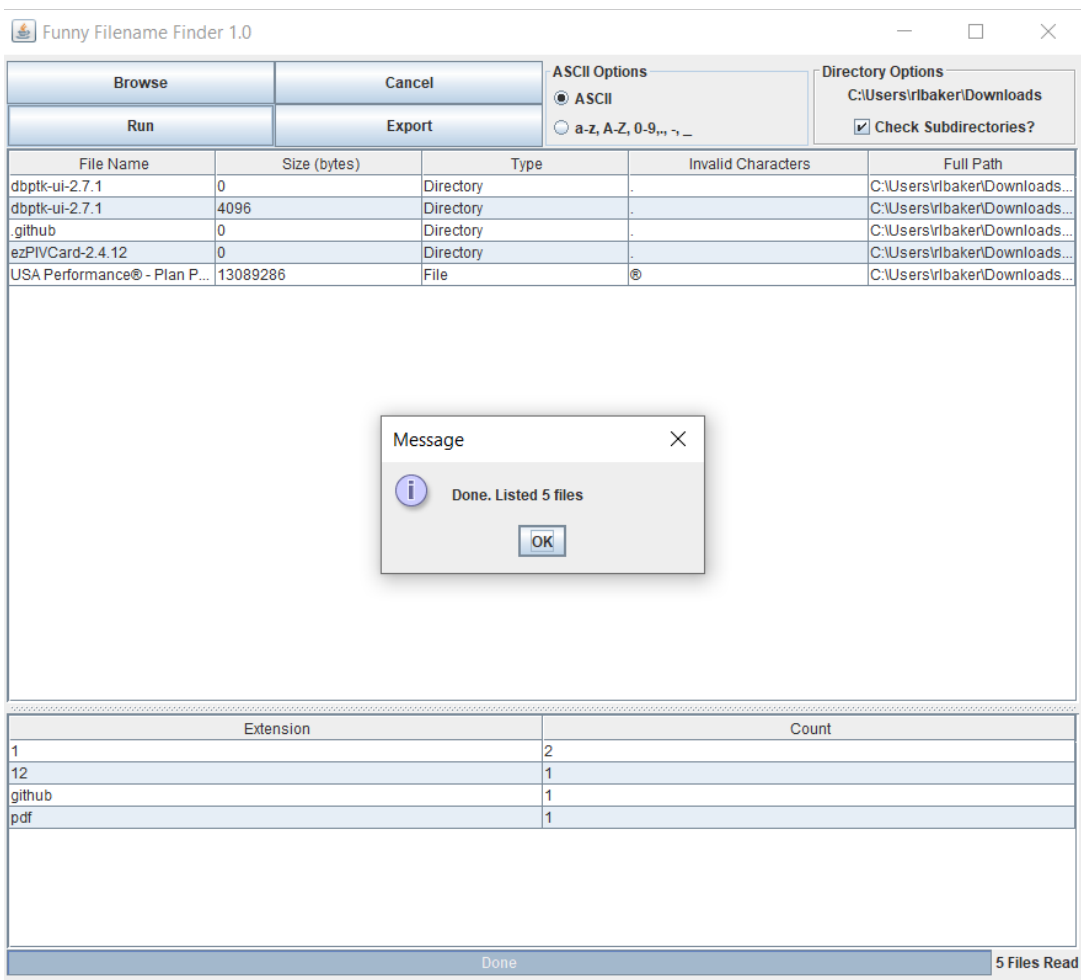 Funny Filename Finder 1.0
Browse Cancel
Run Export
ASCII Options
ASCII
a-z, A-Z, 0-9,., -, _
Directory Options
C:\Users\rlbaker\Downloads
Check Subdirectories?
File Name Size (bytes) Type Invalid Characters Full Path
dbptk-ui-2.7.1 0 Directory . C:\Users\rlbaker\Downloads...
dbptk-ui-2.7.1 4096 Directory . C:\Users\rlbaker\Downloads...
.github 0 Directory . C:\Users\rlbaker\Downloads...
ezPIVCard-2.4.12 0 Directory . C:\Users\rlbaker\Downloads...
USA Performance® - Plan P... 13089286 File ® C:\Users\rlbaker\Downloads...
Message
i
Done. Listed 5 files
OK
Extension Count
1 2
12 1
github 1
pdf 1
Done 5 Files Read